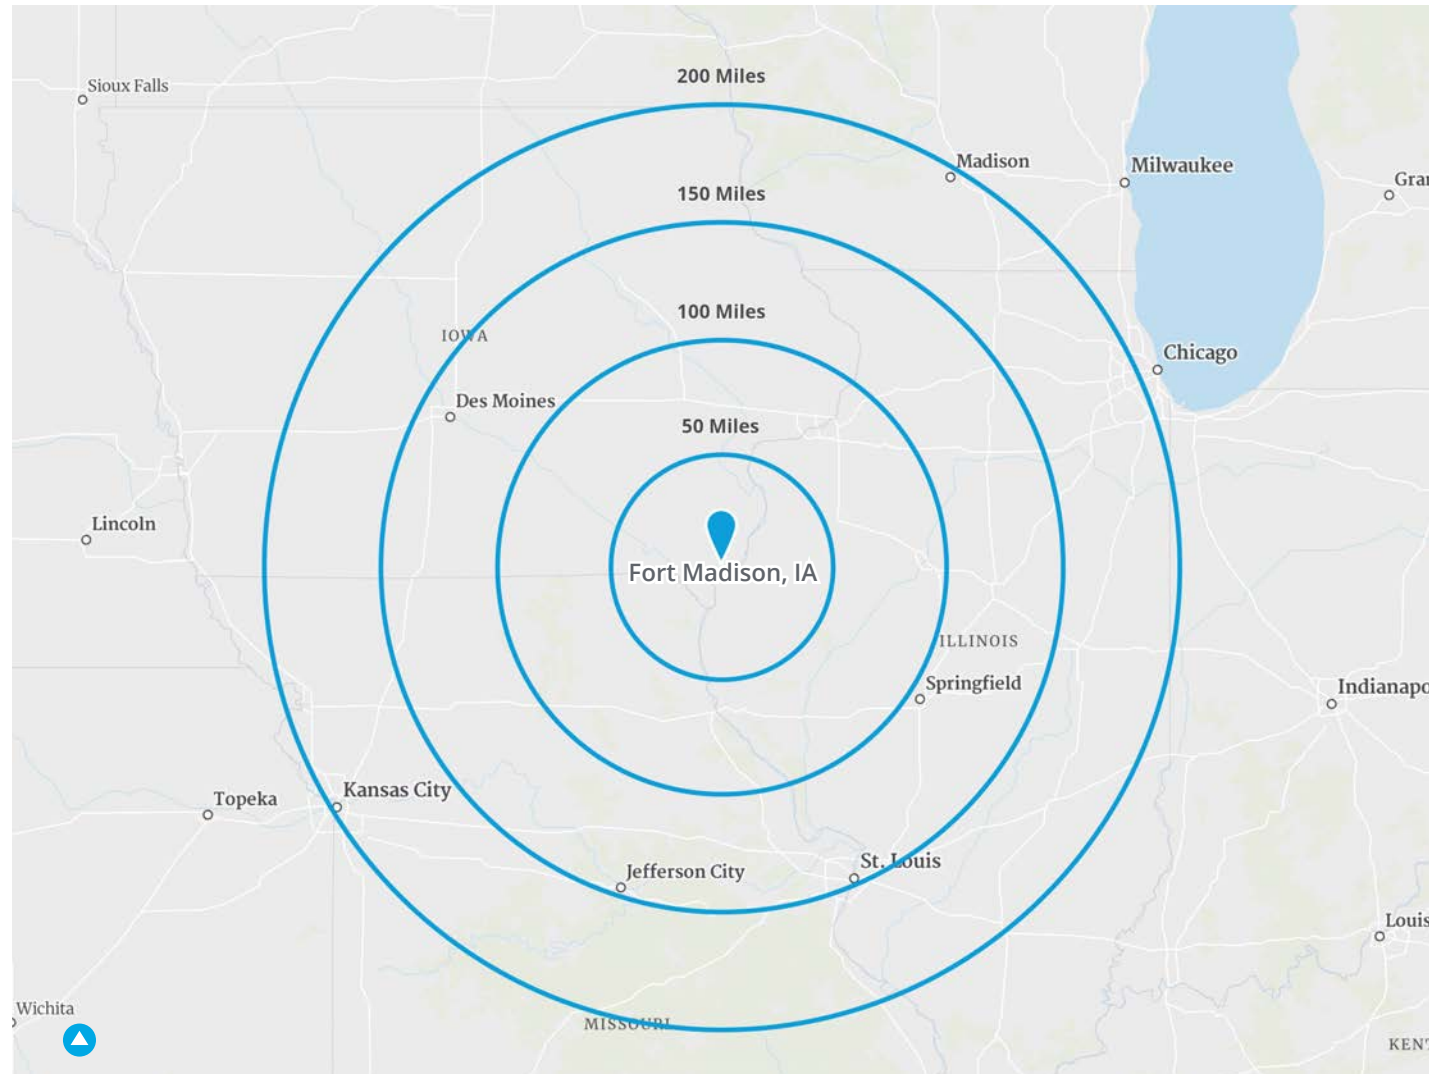 200 Miles
Sioux Falls
Madison
Milwaukee
Gra
150 Miles
100 Miles
IOWA
Chicago
Des Moines
50 Miles
Lincoln
Fort Madison, IA
ILLINOIS
Springfield
Indianapo
Kansas City
Topeka
St. Louis
Jefferson City
Louis
Wichita
MISSOURI
KENT